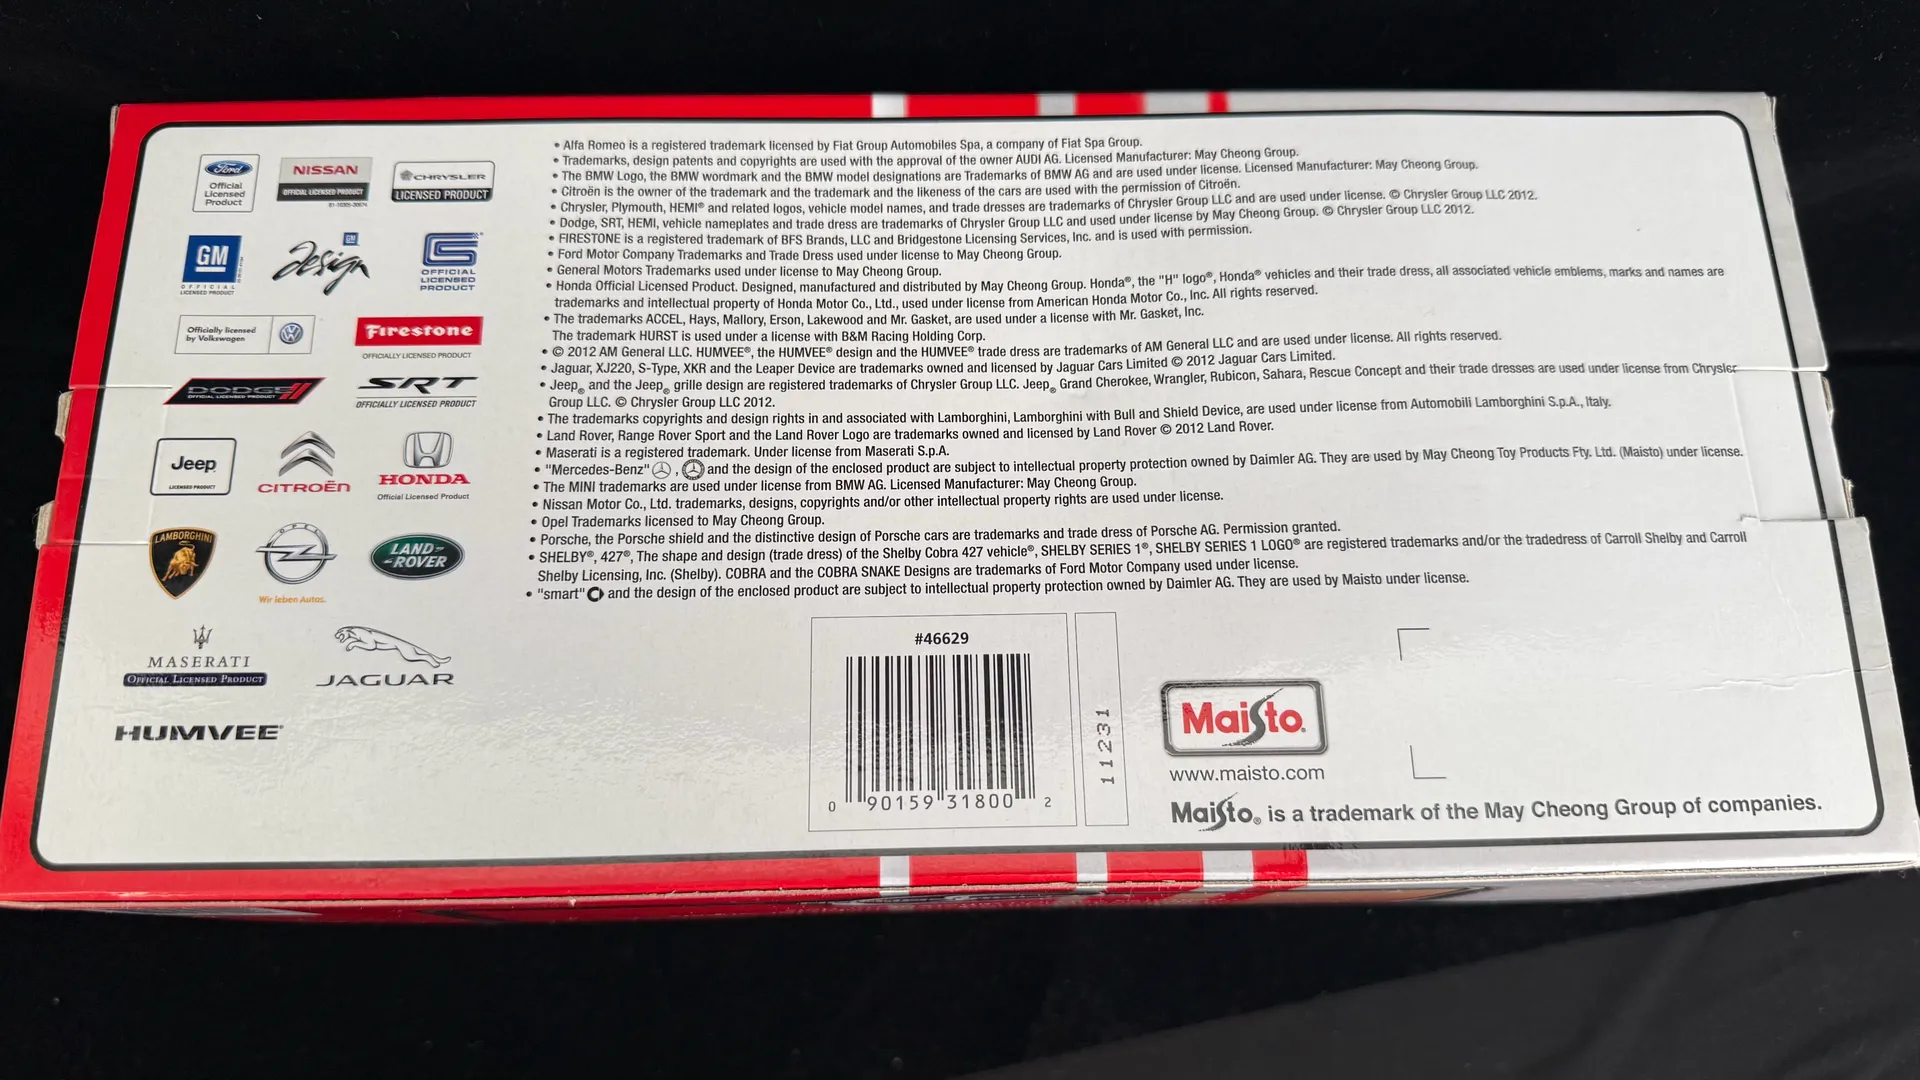 Ford
Official
Licensed
Product
NISSAN
OFFICIAL LICENSED PRODUCT
CHRYSLER
LICENSED PRODUCT
GM
OFFICIAL
LICENSED PRODUCT
GM
design
OFFICIAL
LICENSED
PRODUCT
Officially licensed
by Volkswagen
Firestone
OFFICIALLY LICENSED PRODUCT
DODGE
OFFICIAL LICENSED PRODUCT
SRT
OFFICIALLY LICENSED PRODUCT
Jeep
LICENSED PRODUCT
CITROËN
HONDA
Official Licensed Product
LAMBORGHINI
OPEL
Wir leben Autos.
LAND-
-ROVER
MASERATI
OFFICIAL LICENSED PRODUCT
JAGUAR
HUMVEE
• Alfa Romeo is a registered trademark licensed by Fiat Group Automobiles Spa, a company of Fiat Spa Group.
• Trademarks, design patents and copyrights are used with the approval of the owner AUDI AG. Licensed Manufacturer: May Cheong Group.
• The BMW Logo, the BMW wordmark and the BMW model designations are Trademarks of BMW AG and are used under license. Licensed Manufacturer: May Cheong Group.
• Citroën is the owner of the trademark and the trademark and the likeness of the cars are used with the permission of Citroën.
• Chrysler, Plymouth, HEMI® and related logos, vehicle model names, and trade dresses are trademarks of Chrysler Group LLC and are used under license. © Chrysler Group LLC 2012.
• Dodge, SRT, HEMI, vehicle nameplates and trade dress are trademarks of Chrysler Group LLC and used under license by May Cheong Group. © Chrysler Group LLC 2012.
• FIRESTONE is a registered trademark of BFS Brands, LLC and Bridgestone Licensing Services, Inc. and is used with permission.
• Ford Motor Company Trademarks and Trade Dress used under license to May Cheong Group.
• General Motors Trademarks used under license to May Cheong Group.
• Honda Official Licensed Product. Designed, manufactured and distributed by May Cheong Group. Honda®, the "H" logo®, Honda® vehicles and their trade dress, all associated vehicle emblems, marks and names are
trademarks and intellectual property of Honda Motor Co., Ltd., used under license from American Honda Motor Co., Inc. All rights reserved.
• The trademarks ACCEL, Hays, Mallory, Erson, Lakewood and Mr. Gasket, are used under a license with Mr. Gasket, Inc.
The trademark HURST is used under a license with B&M Racing Holding Corp.
• © 2012 AM General LLC. HUMVEE®, the HUMVEE® design and the HUMVEE® trade dress are trademarks of AM General LLC and are used under license. All rights reserved.
• Jaguar, XJ220, S-Type, XKR and the Leaper Device are trademarks owned and licensed by Jaguar Cars Limited © 2012 Jaguar Cars Limited.
• Jeep® and the Jeep® grille design are registered trademarks of Chrysler Group LLC. Jeep® Grand Cherokee, Wrangler, Rubicon, Sahara, Rescue Concept and their trade dresses are used under license from Chrysler
Group LLC. © Chrysler Group LLC 2012.
• The trademarks copyrights and design rights in and associated with Lamborghini, Lamborghini with Bull and Shield Device, are used under license from Automobili Lamborghini S.p.A., Italy.
• Land Rover, Range Rover Sport and the Land Rover Logo are trademarks owned and licensed by Land Rover © 2012 Land Rover.
• Maserati is a registered trademark. Under license from Maserati S.p.A.
• "Mercedes-Benz" , and the design of the enclosed product are subject to intellectual property protection owned by Daimler AG. They are used by May Cheong Toy Products Fty. Ltd. (Maisto) under license.
• The MINI trademarks are used under license from BMW AG. Licensed Manufacturer: May Cheong Group.
• Nissan Motor Co., Ltd. trademarks, designs, copyrights and/or other intellectual property rights are used under license.
• Opel Trademarks licensed to May Cheong Group.
• Porsche, the Porsche shield and the distinctive design of Porsche cars are trademarks and trade dress of Porsche AG. Permission granted.
• SHELBY®, 427®, The shape and design (trade dress) of the Shelby Cobra 427 vehicle®, SHELBY SERIES 1®, SHELBY SERIES 1 LOGO® are registered trademarks and/or the tradedress of Carroll Shelby and Carroll
Shelby Licensing, Inc. (Shelby). COBRA and the COBRA SNAKE Designs are trademarks of Ford Motor Company used under license.
• "smart" and the design of the enclosed product are subject to intellectual property protection owned by Daimler AG. They are used by Maisto under license.
#46629
0 90159 31800 2
11231
Maisto®
www.maisto.com
Maisto® is a trademark of the May Cheong Group of companies.